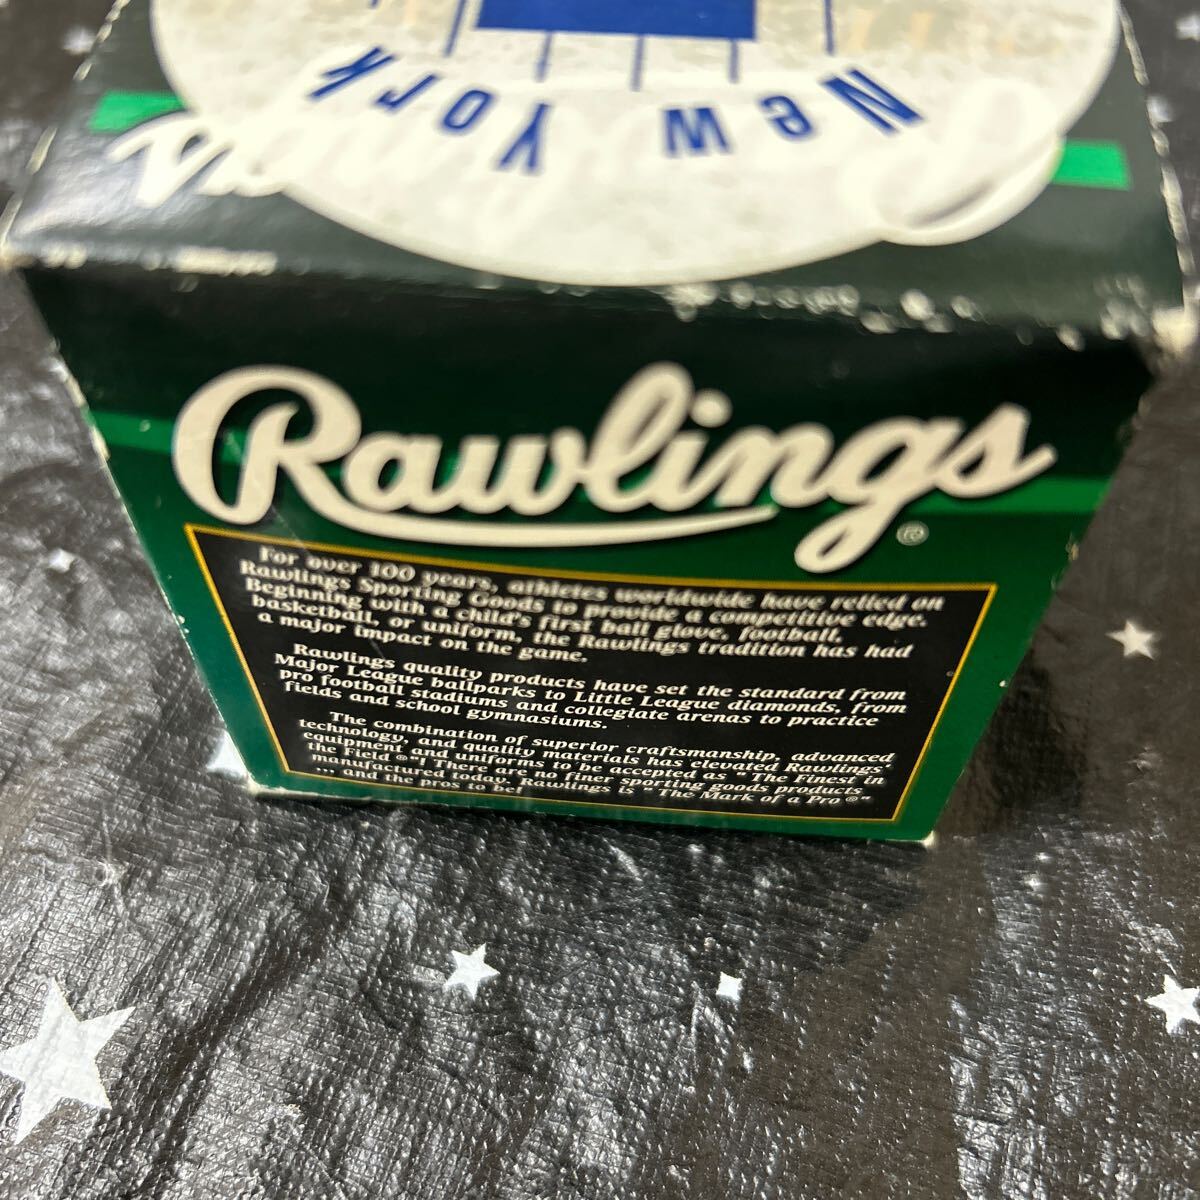 New York
Rawlings®
For over 100 years, athletes worldwide have relied on
Rawlings Sporting Goods to provide a competitive edge.
Beginning with a child's first ball glove, football,
basketball, or uniform, the Rawlings tradition has had
a major impact on the game.
Rawlings quality products have set the standard from
Major League ballparks to Little League diamonds, from
pro football stadiums and collegiate arenas to practice
fields and school gymnasiums.
The combination of superior craftsmanship, advanced
technology, and quality materials has elevated Rawlings'
equipment and uniforms to be accepted as "The Finest in
the Field ®"! There are no finer sporting goods products
manufactured today. Rawlings is "The Mark of a Pro ®"
... and the pros to be!